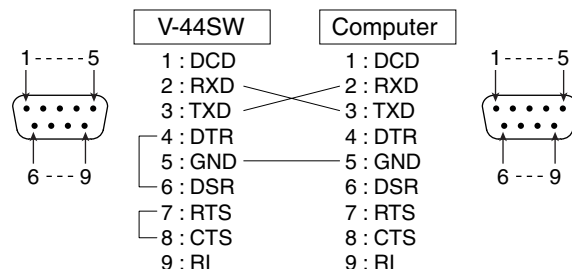 V-44SW Computer
1-----5 1 : DCD 1 : DCD 1-----5
2 : RXD 2 : RXD
3 : TXD 3 : TXD
4 : DTR 4 : DTR
5 : GND 5 : GND
6 --- 9 6 : DSR 6 : DSR 6 --- 9
7 : RTS 7 : RTS
8 : CTS 8 : CTS
9 : RI 9 : RI